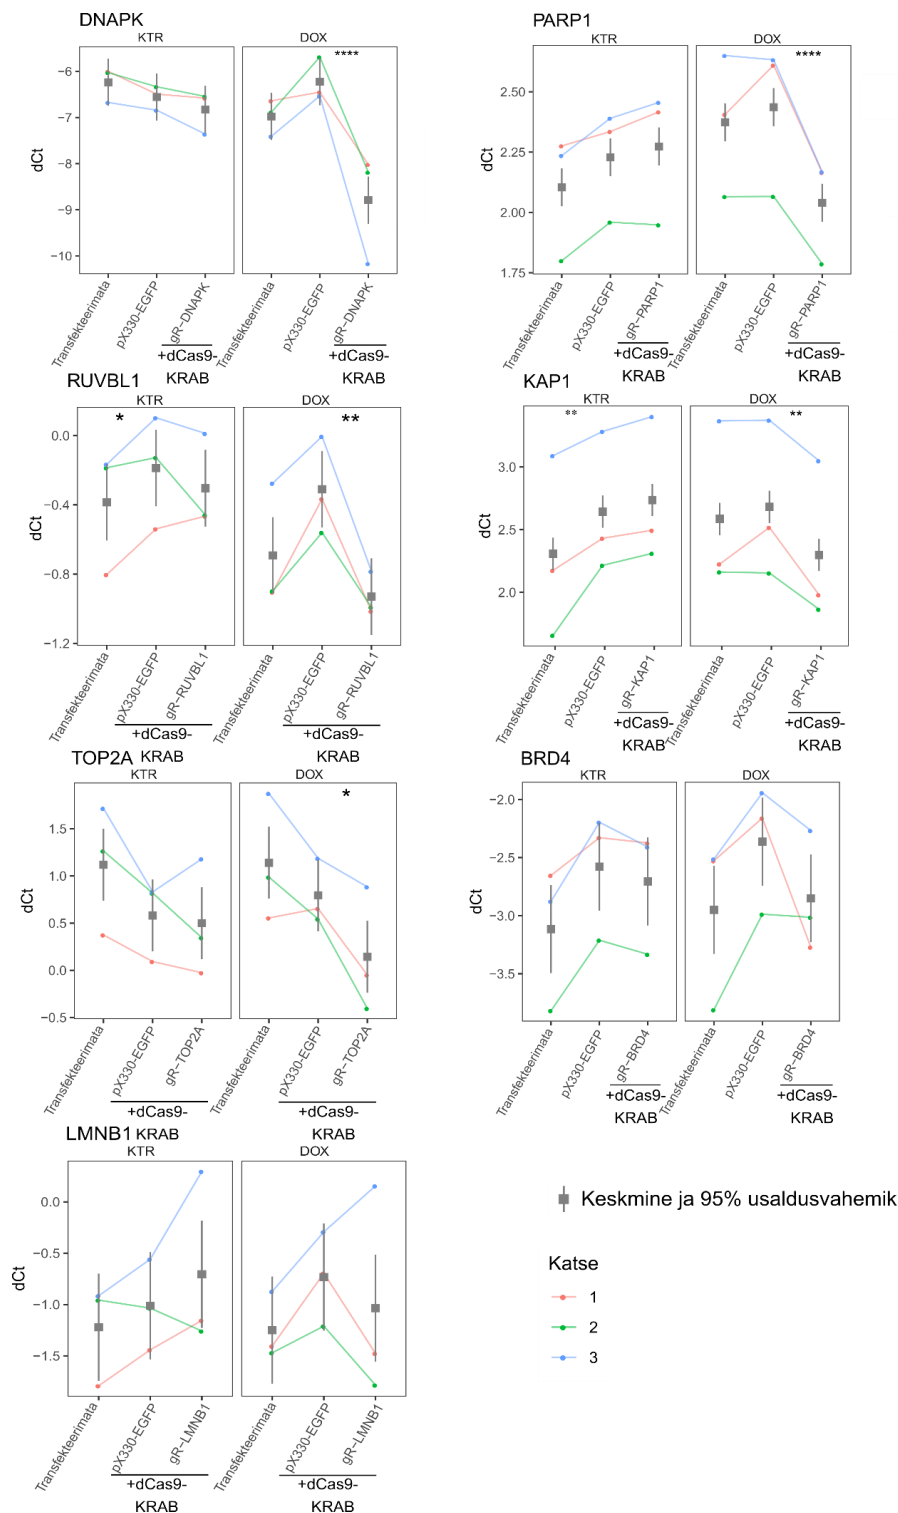 DNAPK
KTR
DOX
****
dCt
−6
−7
−8
−9
−10
Transfekteerimata
pX330-EGFP
gR−DNAPK
Transfekteerimata
pX330-EGFP
gR−DNAPK
+dCas9-
KRAB
+dCas9-
KRAB
PARP1
KTR
DOX
****
dCt
2.50
2.25
2.00
1.75
Transfekteerimata
pX330-EGFP
gR−PARP1
Transfekteerimata
pX330-EGFP
gR−PARP1
+dCas9-
KRAB
+dCas9-
KRAB
RUVBL1
KTR
DOX
*
**
dCt
0.0
−0.4
−0.8
−1.2
Transfekteerimata
pX330-EGFP
gR−RUVBL1
Transfekteerimata
pX330-EGFP
gR−RUVBL1
+dCas9-
KRAB
+dCas9-
KRAB
KAP1
KTR
DOX
**
**
dCt
3.0
2.5
2.0
Transfekteerimata
pX330-EGFP
gR−KAP1
Transfekteerimata
pX330-EGFP
gR−KAP1
+dCas9-
KRAB
+dCas9-
KRAB
TOP2A
KTR
DOX
*
dCt
1.5
1.0
0.5
0.0
−0.5
Transfekteerimata
pX330-EGFP
gR−TOP2A
Transfekteerimata
pX330-EGFP
gR−TOP2A
+dCas9-
KRAB
+dCas9-
KRAB
BRD4
KTR
DOX
dCt
−2.0
−2.5
−3.0
−3.5
Transfekteerimata
pX330-EGFP
gR−BRD4
Transfekteerimata
pX330-EGFP
gR−BRD4
+dCas9-
KRAB
+dCas9-
KRAB
LMNB1
KTR
DOX
dCt
0.0
−0.5
−1.0
−1.5
Transfekteerimata
pX330-EGFP
gR−LMNB1
Transfekteerimata
pX330-EGFP
gR−LMNB1
+dCas9-
KRAB
+dCas9-
KRAB
Keskmine ja 95% usaldusvahemik
Katse
1
2
3